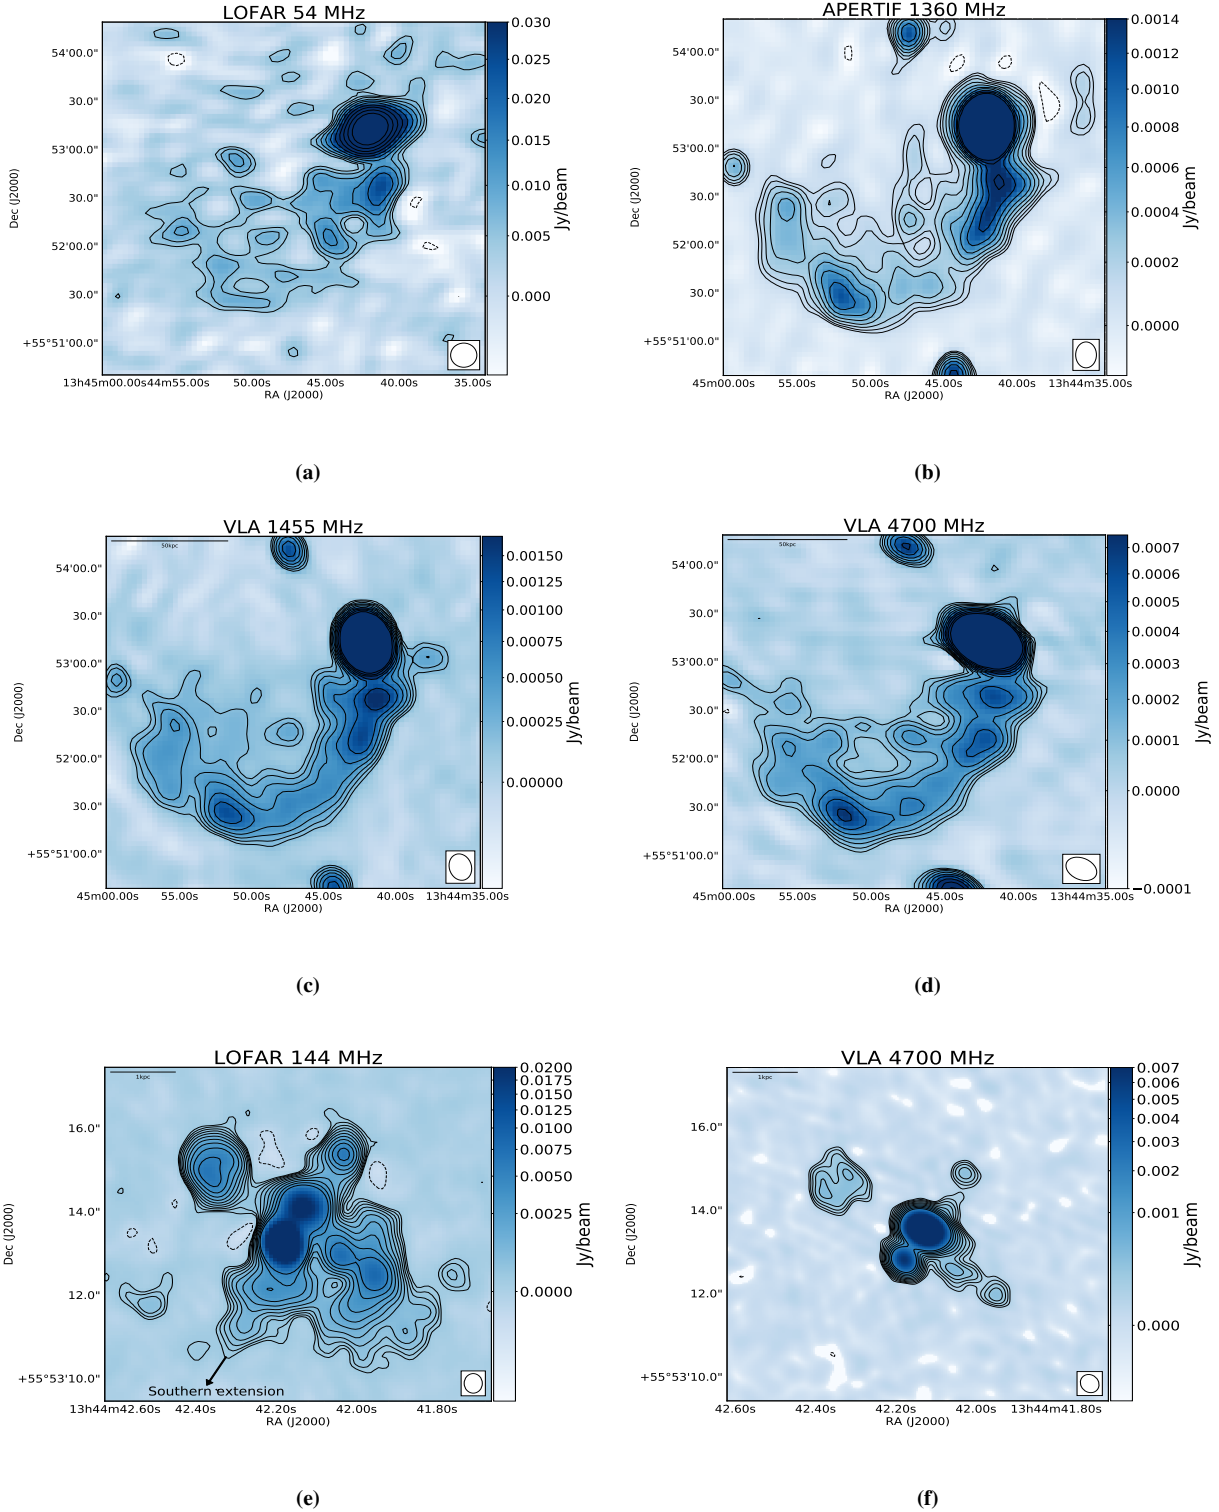 LOFAR 54 MHz
54'00.0"
30.0"
53'00.0"
30.0"
52'00.0"
30.0"
+55°51'00.0"
Dec (J2000)
13h45m00.00s44m55.00s 50.00s 45.00s 40.00s 35.00s
RA (J2000)
0.030
0.025
0.020
0.015
0.010
0.005
0.000
Jy/beam
(a)
APERTIF 1360 MHz
54'00.0"
30.0"
53'00.0"
30.0"
52'00.0"
30.0"
+55°51'00.0"
Dec (J2000)
45m00.00s 55.00s 50.00s 45.00s 40.00s 13h44m35.00s
RA (J2000)
0.0014
0.0012
0.0010
0.0008
0.0006
0.0004
0.0002
0.0000
Jy/beam
(b)
VLA 1455 MHz
50kpc
54'00.0"
30.0"
53'00.0"
30.0"
52'00.0"
30.0"
+55°51'00.0"
Dec (J2000)
45m00.00s 55.00s 50.00s 45.00s 40.00s 13h44m35.00s
RA (J2000)
0.00150
0.00125
0.00100
0.00075
0.00050
0.00025
0.00000
Jy/beam
(c)
VLA 4700 MHz
50kpc
54'00.0"
30.0"
53'00.0"
30.0"
52'00.0"
30.0"
+55°51'00.0"
Dec (J2000)
45m00.00s 55.00s 50.00s 45.00s 40.00s 13h44m35.00s
RA (J2000)
0.0007
0.0006
0.0005
0.0004
0.0003
0.0002
0.0001
0.0000
−0.0001
Jy/beam
(d)
LOFAR 144 MHz
1kpc
16.0"
14.0"
12.0"
+55°53'10.0"
Dec (J2000)
Southern extension
13h44m42.60s 42.40s 42.20s 42.00s 41.80s
RA (J2000)
0.0200
0.0175
0.0150
0.0125
0.0100
0.0075
0.0050
0.0025
0.0000
Jy/beam
(e)
VLA 4700 MHz
1kpc
16.0"
14.0"
12.0"
+55°53'10.0"
Dec (J2000)
42.60s 42.40s 42.20s 42.00s 13h44m41.80s
RA (J2000)
0.007
0.006
0.005
0.004
0.003
0.002
0.001
0.000
Jy/beam
(f)